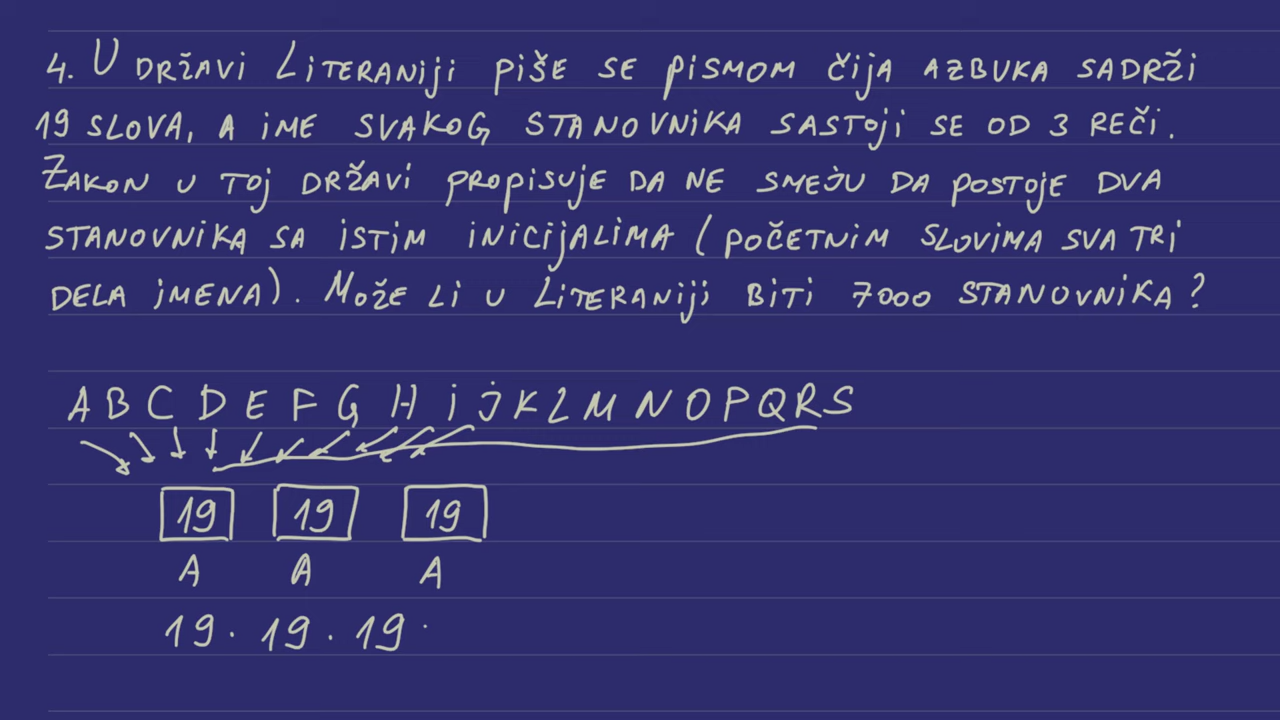 4. U DRŽAVI LITERANIJI PIŠE SE PISMOM ČIJA AZBUKA SADRŽI
19 SLOVA, A IME SVAKOG STANOVNIKA SASTOJI SE OD 3 REČI.
ZAKON U TOJ DRŽAVI PROPISUJE DA NE SMEJU DA POSTOJE DVA
STANOVNIKA SA ISTIM INICIJALIMA (POČETNIM SLOVIMA SVA TRI
DELA IMENA). MOŽE LI U LITERANIJI BITI 7000 STANOVNIKA?
A B C D E F G H I J K L M N O P Q R S
19 19 19
A A A
19 · 19 · 19 ·